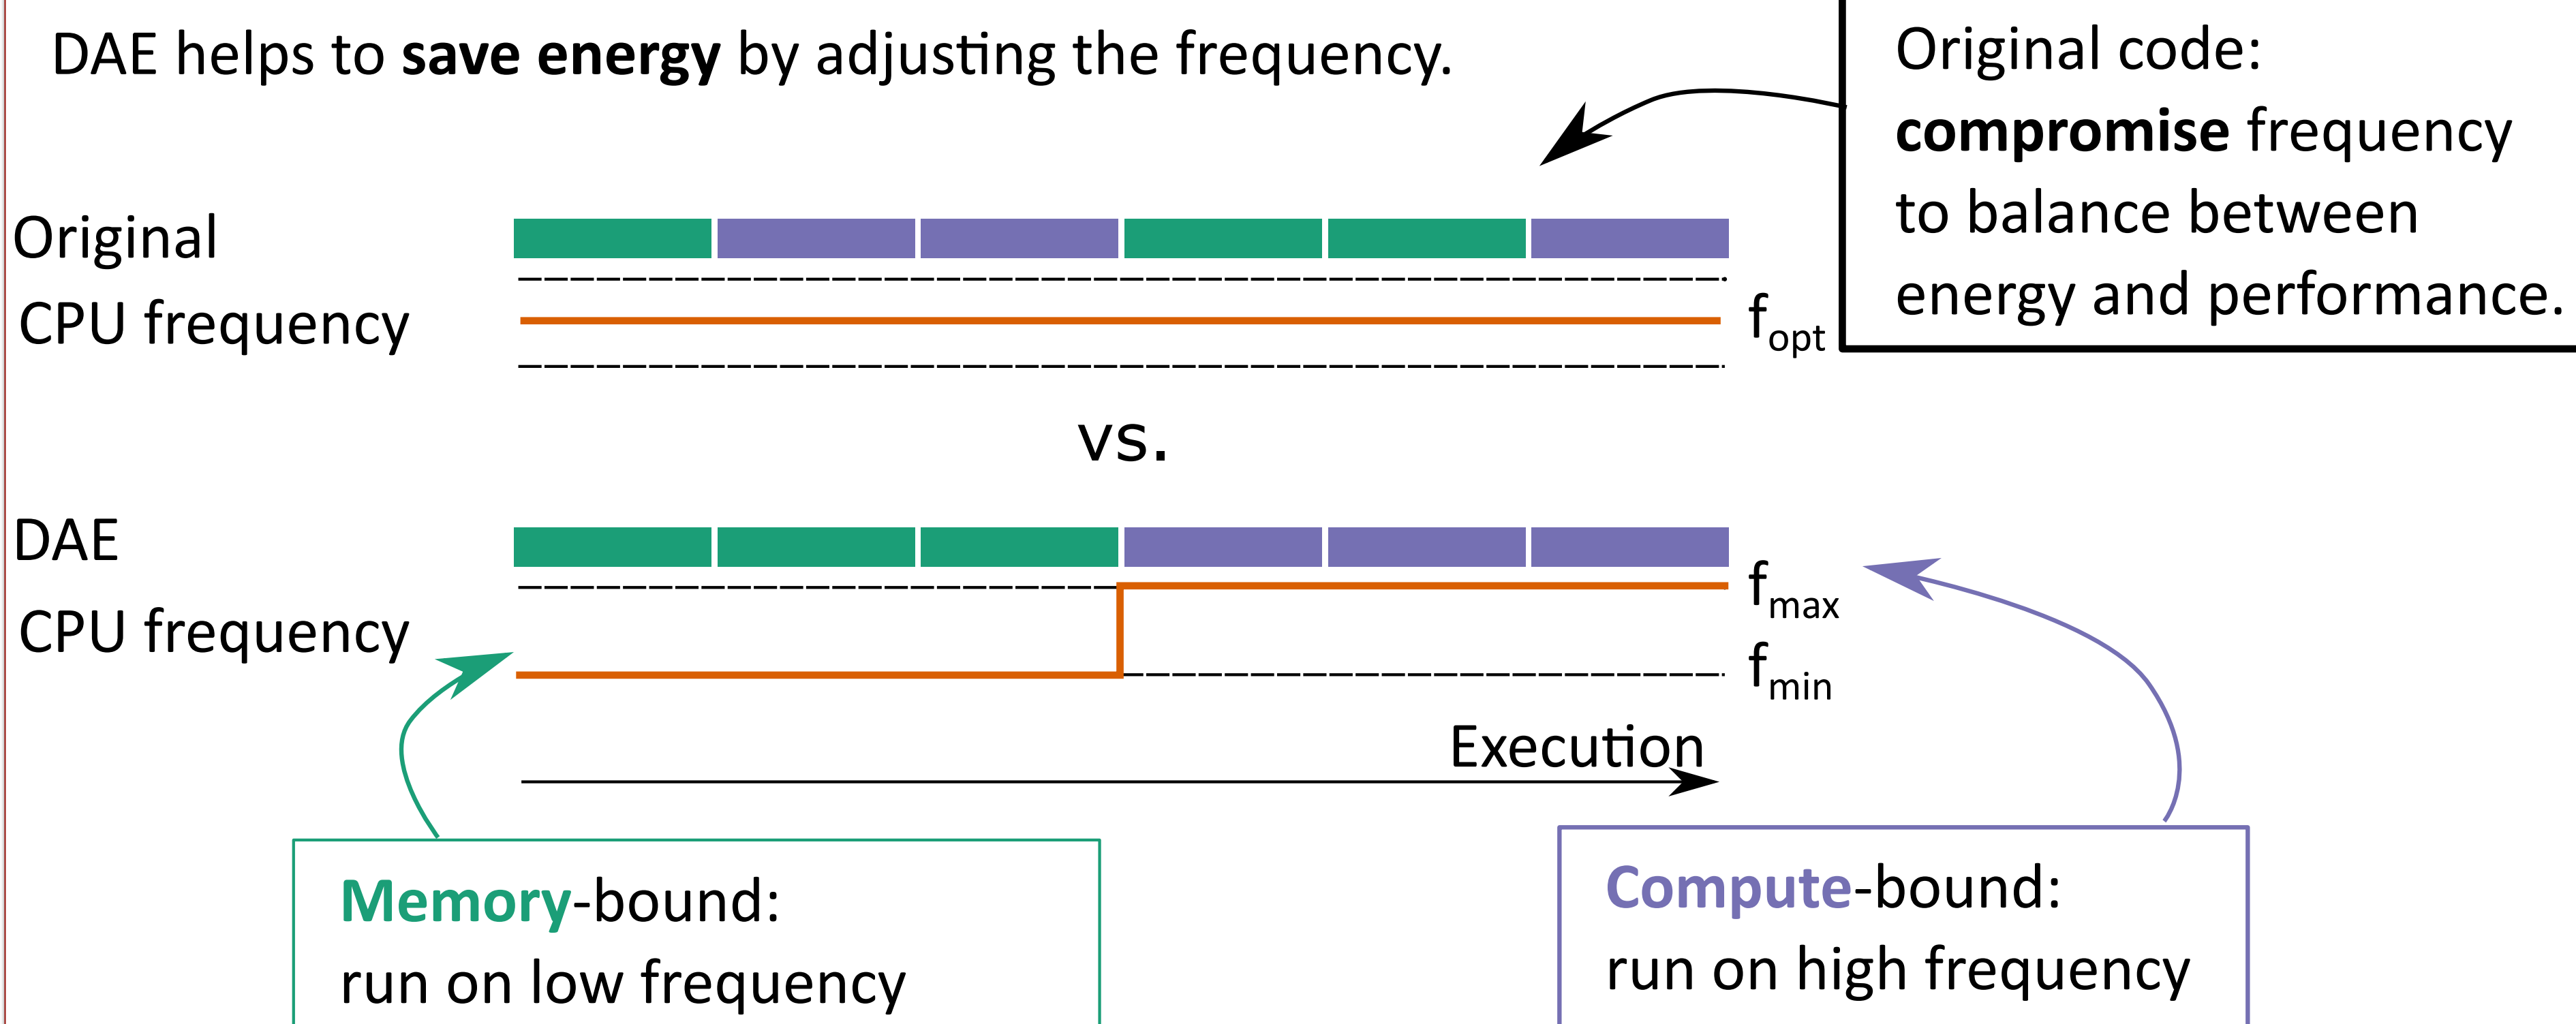 DAE helps to save energy by adjusting the frequency.
Original code:
compromise frequency
to balance between
energy and performance.
Original
CPU frequency
fopt
vs.
DAE
CPU frequency
fmax
fmin
Execution
Memory-bound:
run on low frequency
Compute-bound:
run on high frequency